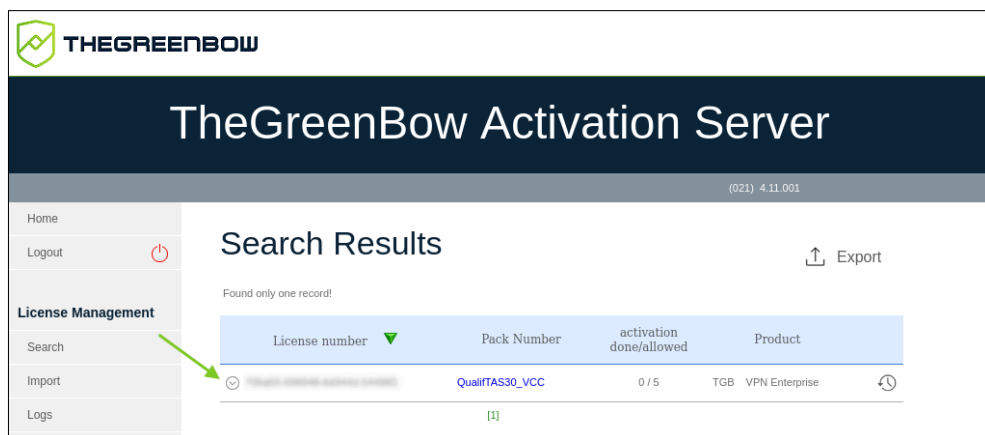 THEGREENBOW
TheGreenBow Activation Server
(021) 4.11.001
Home
Logout
License Management
Search
Import
Logs
Search Results
Export
Found only one record!
License number Pack Number activation done/allowed Product
QualifTAS30_VCC 0 / 5 TGB VPN Enterprise
[1]